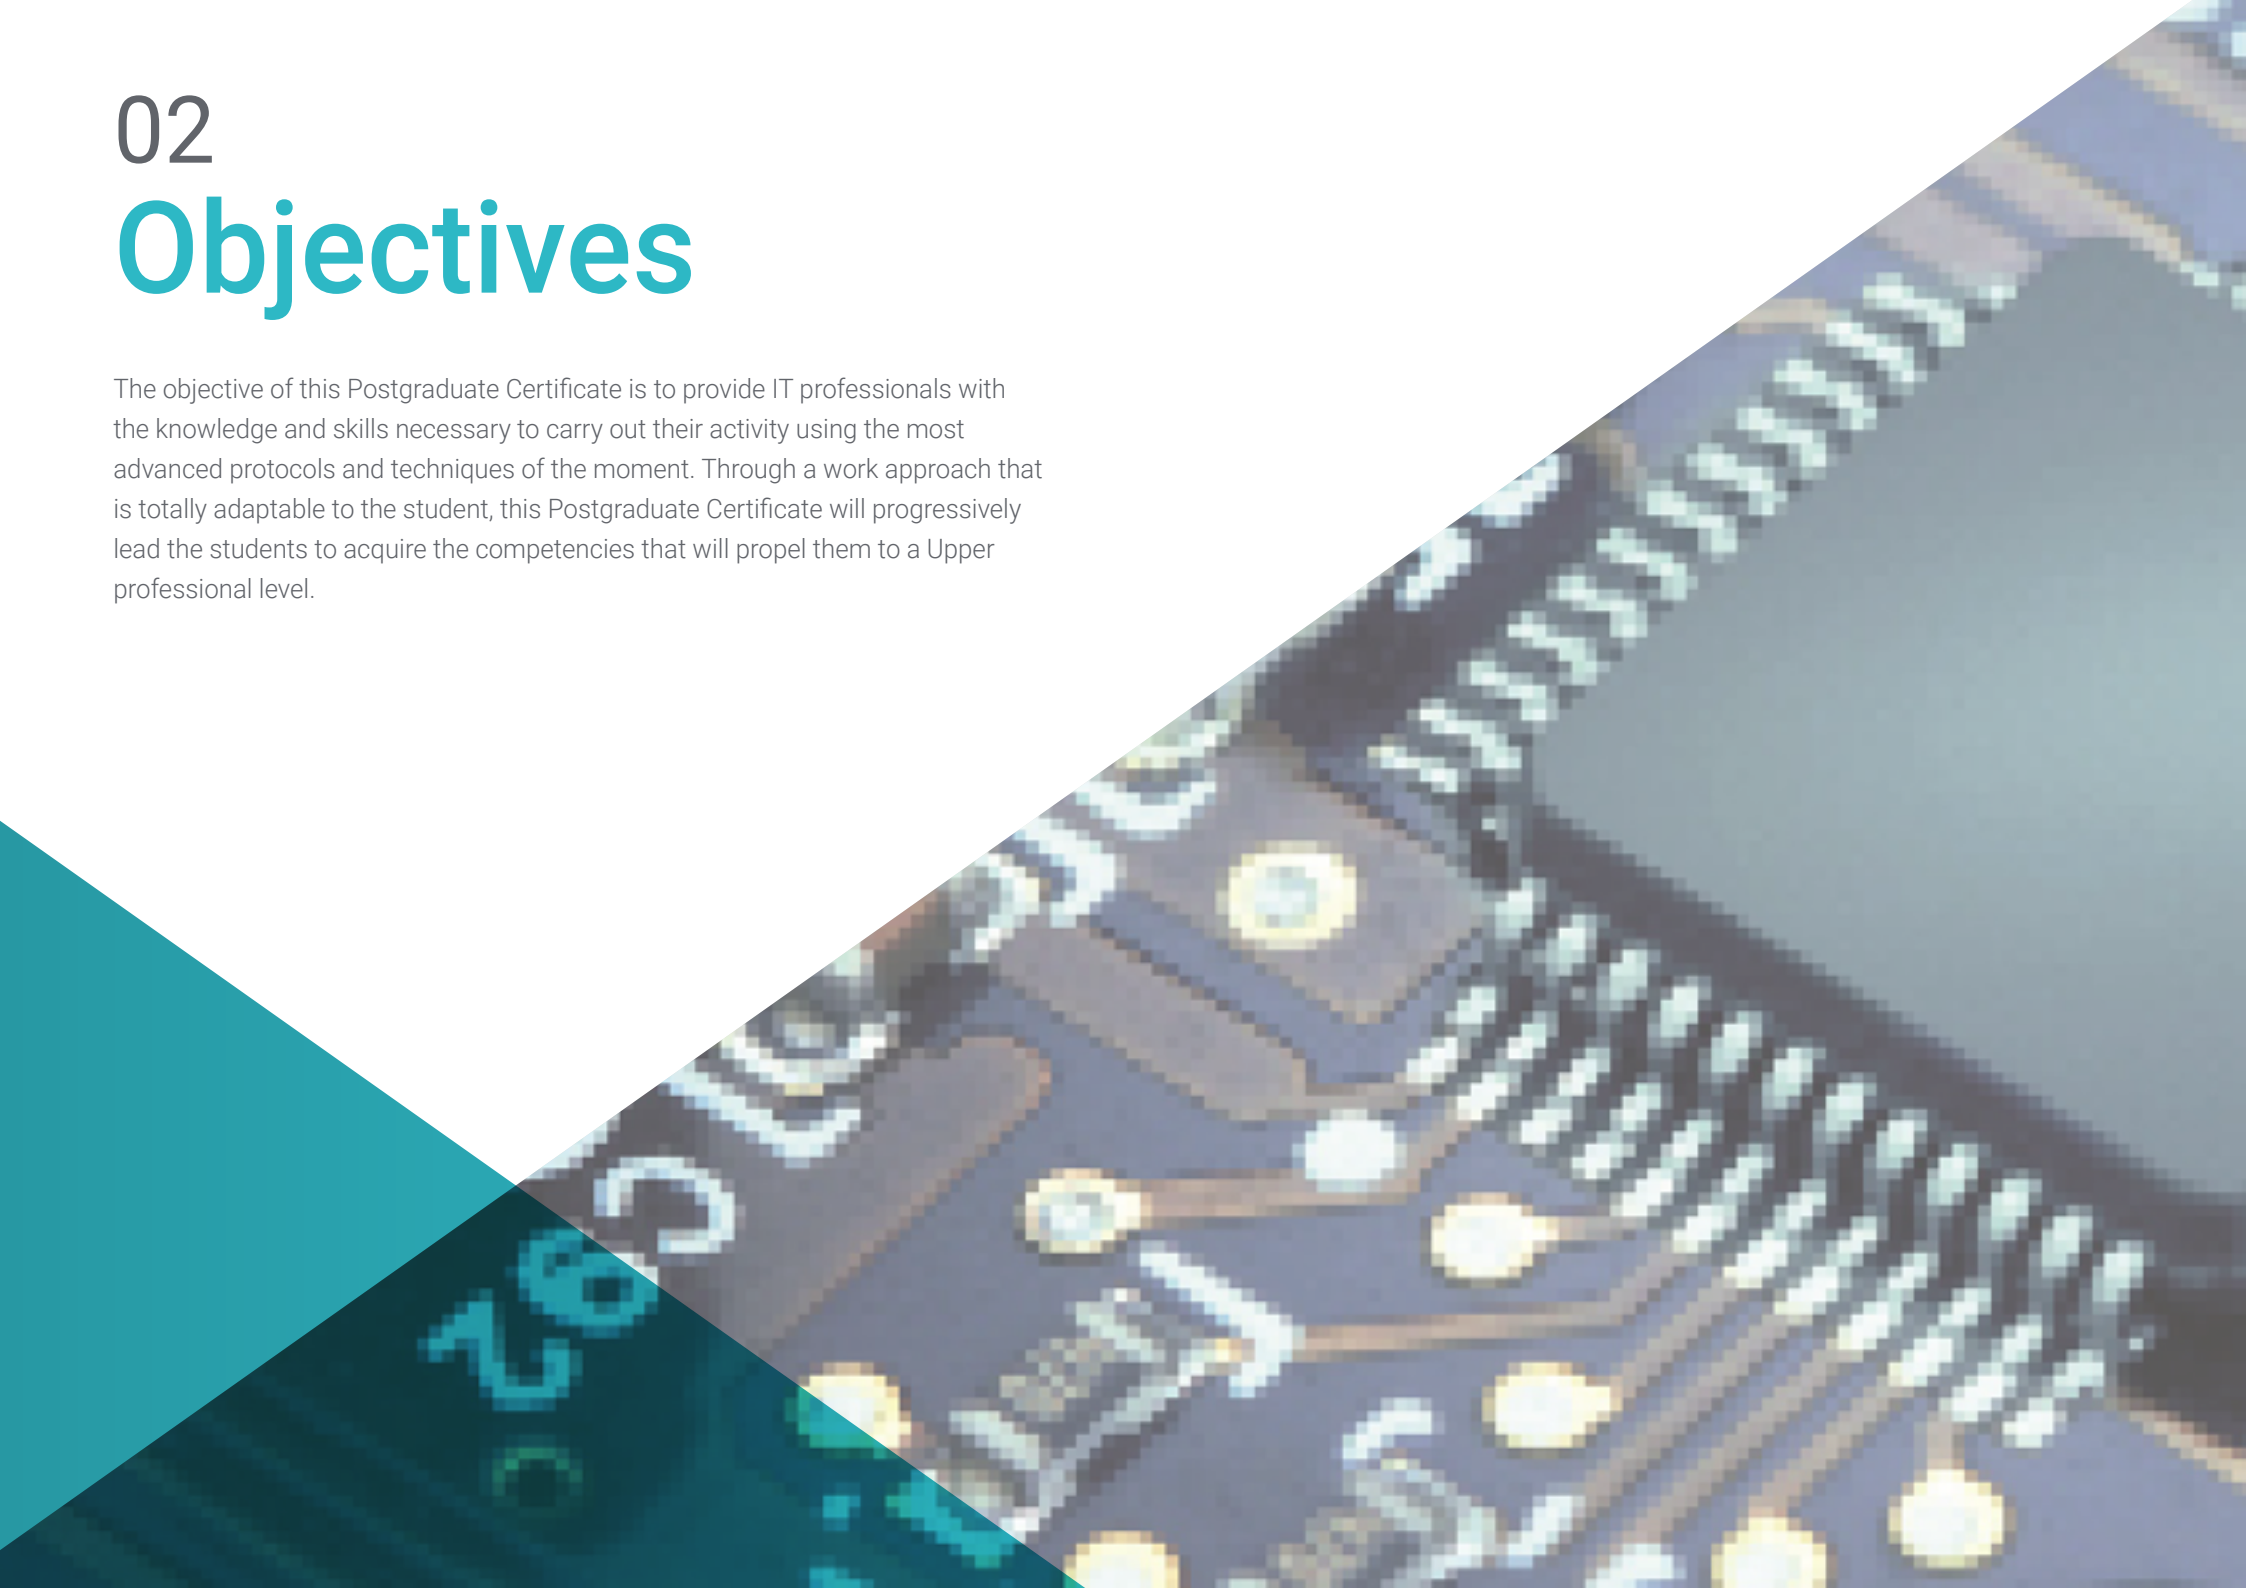 02
Objectives
The objective of this Postgraduate Certificate is to provide IT professionals with
the knowledge and skills necessary to carry out their activity using the most
advanced protocols and techniques of the moment. Through a work approach that
is totally adaptable to the student, this Postgraduate Certificate will progressively
lead the students to acquire the competencies that will propel them to a Upper
professional level.